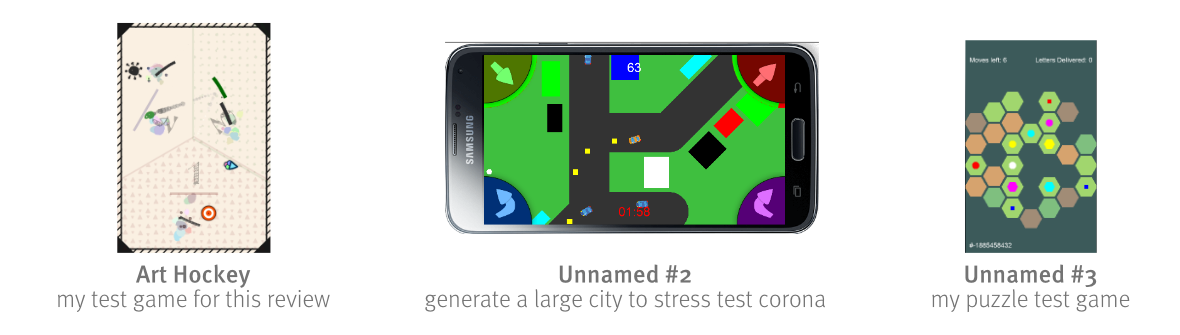 Moves left: 6
Letters Delivered: 0
63
SAMSUNG
01:58
#-1885458432
Art Hockey
my test game for this review
Unnamed #2
generate a large city to stress test corona
Unnamed #3
my puzzle test game